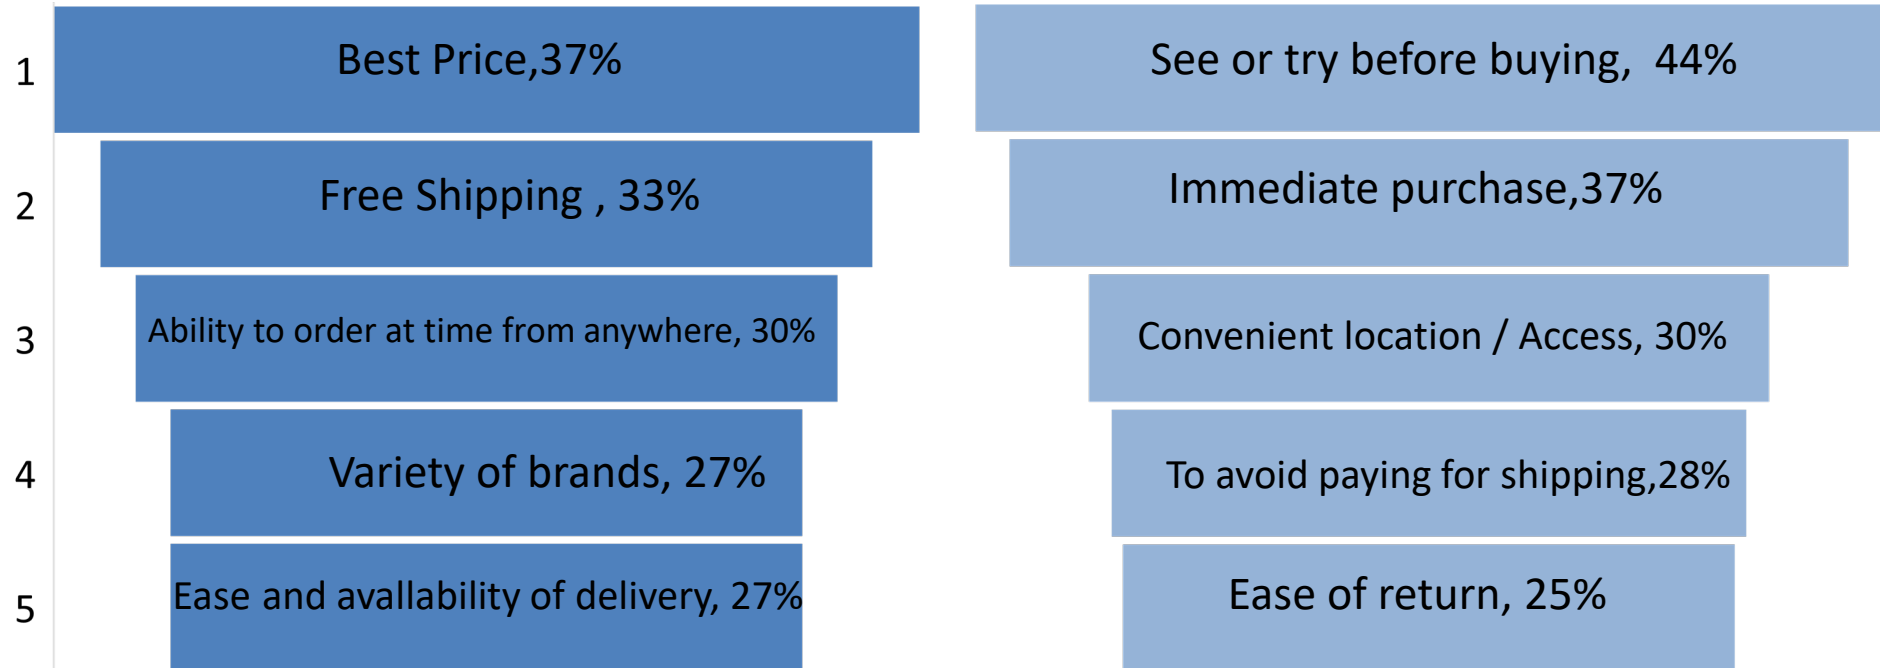 1
Best Price,37%
See or try before buying,  44%
2
Free Shipping , 33%
Immediate purchase,37%
3
Ability to order at time from anywhere, 30%
Convenient location / Access, 30%
4
Variety of brands, 27%
To avoid paying for shipping,28%
5
Ease and avallability of delivery, 27%
Ease of return, 25%